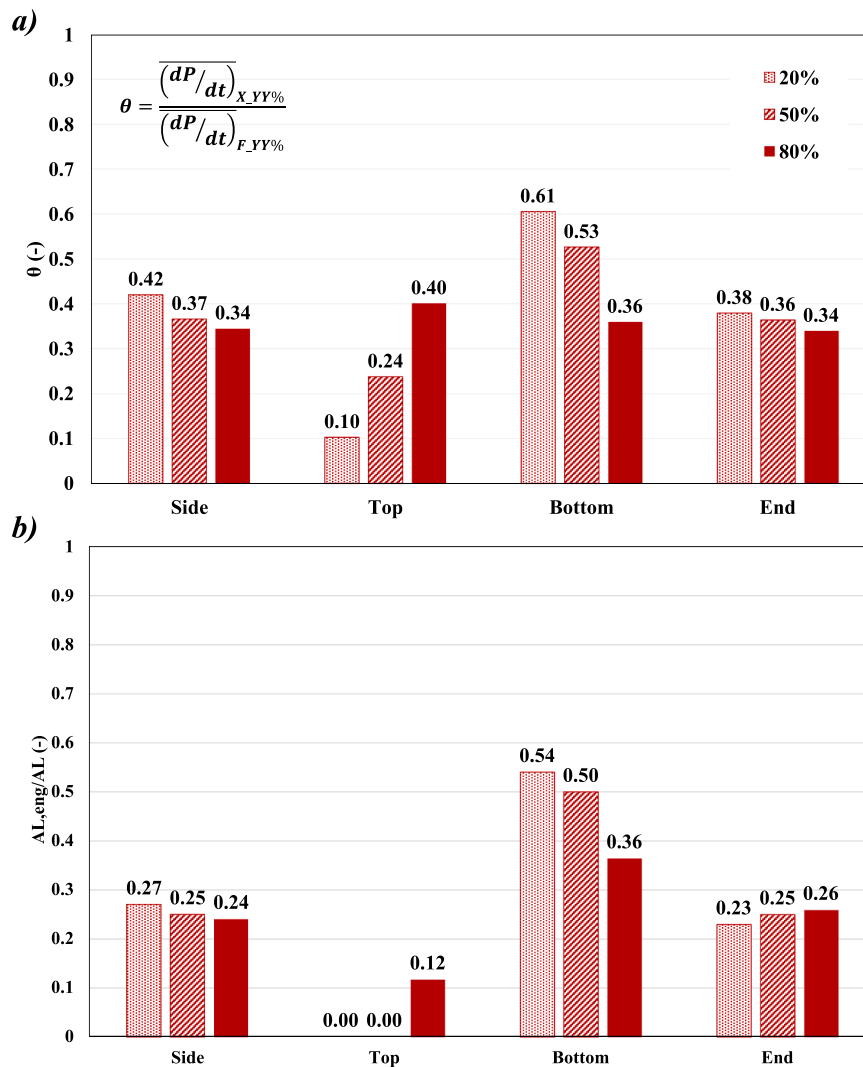 a)
1
0.9
0.8
0.7
0.6
0.5
0.4
0.3
0.2
0.1
0
θ (-)
θ = (dP/dt)X_YY% / (dP/dt)F_YY%
20%
50%
80%
0.42 0.37 0.34
0.10 0.24 0.40
0.61 0.53 0.36
0.38 0.36 0.34
Side Top Bottom End
b)
1
0.9
0.8
0.7
0.6
0.5
0.4
0.3
0.2
0.1
0
AL,eng/AL (-)
0.27 0.25 0.24
0.00 0.00 0.12
0.54 0.50 0.36
0.23 0.25 0.26
Side Top Bottom End